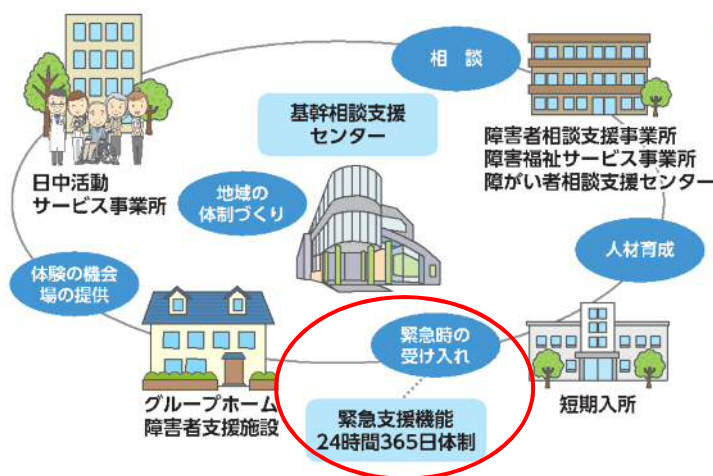 相　談
基幹相談支援
センター
障害者相談支援事業所
障害福祉サービス事業所
障がい者相談支援センター
日中活動
サービス事業所
地域の
体制づくり
人材育成
体験の機会
場の提供
緊急時の
受け入れ
グループホーム
障害者支援施設
緊急支援機能
24時間365日体制
短期入所